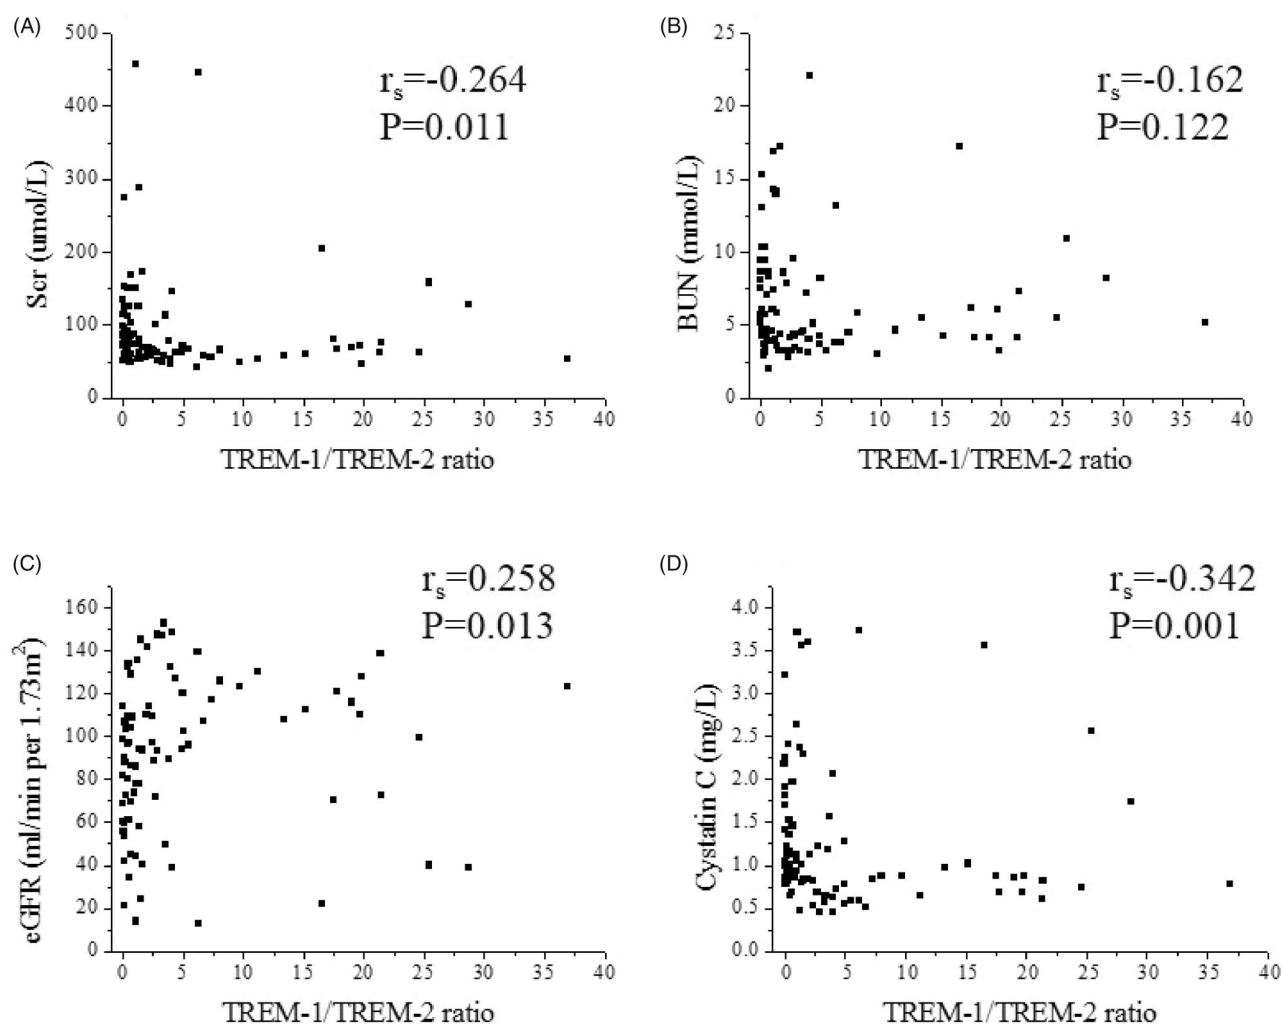 (A)
500
400
300
200
100
0
Scr (umol/L)
r_s=-0.264
P=0.011
0 5 10 15 20 25 30 35 40
TREM-1/TREM-2 ratio
(B)
25
20
15
10
5
0
BUN (mmol/L)
r_s=-0.162
P=0.122
0 5 10 15 20 25 30 35 40
TREM-1/TREM-2 ratio
(C)
160
140
120
100
80
60
40
20
0
eGFR (ml/min per 1.73m²)
r_s=0.258
P=0.013
0 5 10 15 20 25 30 35 40
TREM-1/TREM-2 ratio
(D)
4.0
3.5
3.0
2.5
2.0
1.5
1.0
0.5
0.0
Cystatin C (mg/L)
r_s=-0.342
P=0.001
0 5 10 15 20 25 30 35 40
TREM-1/TREM-2 ratio